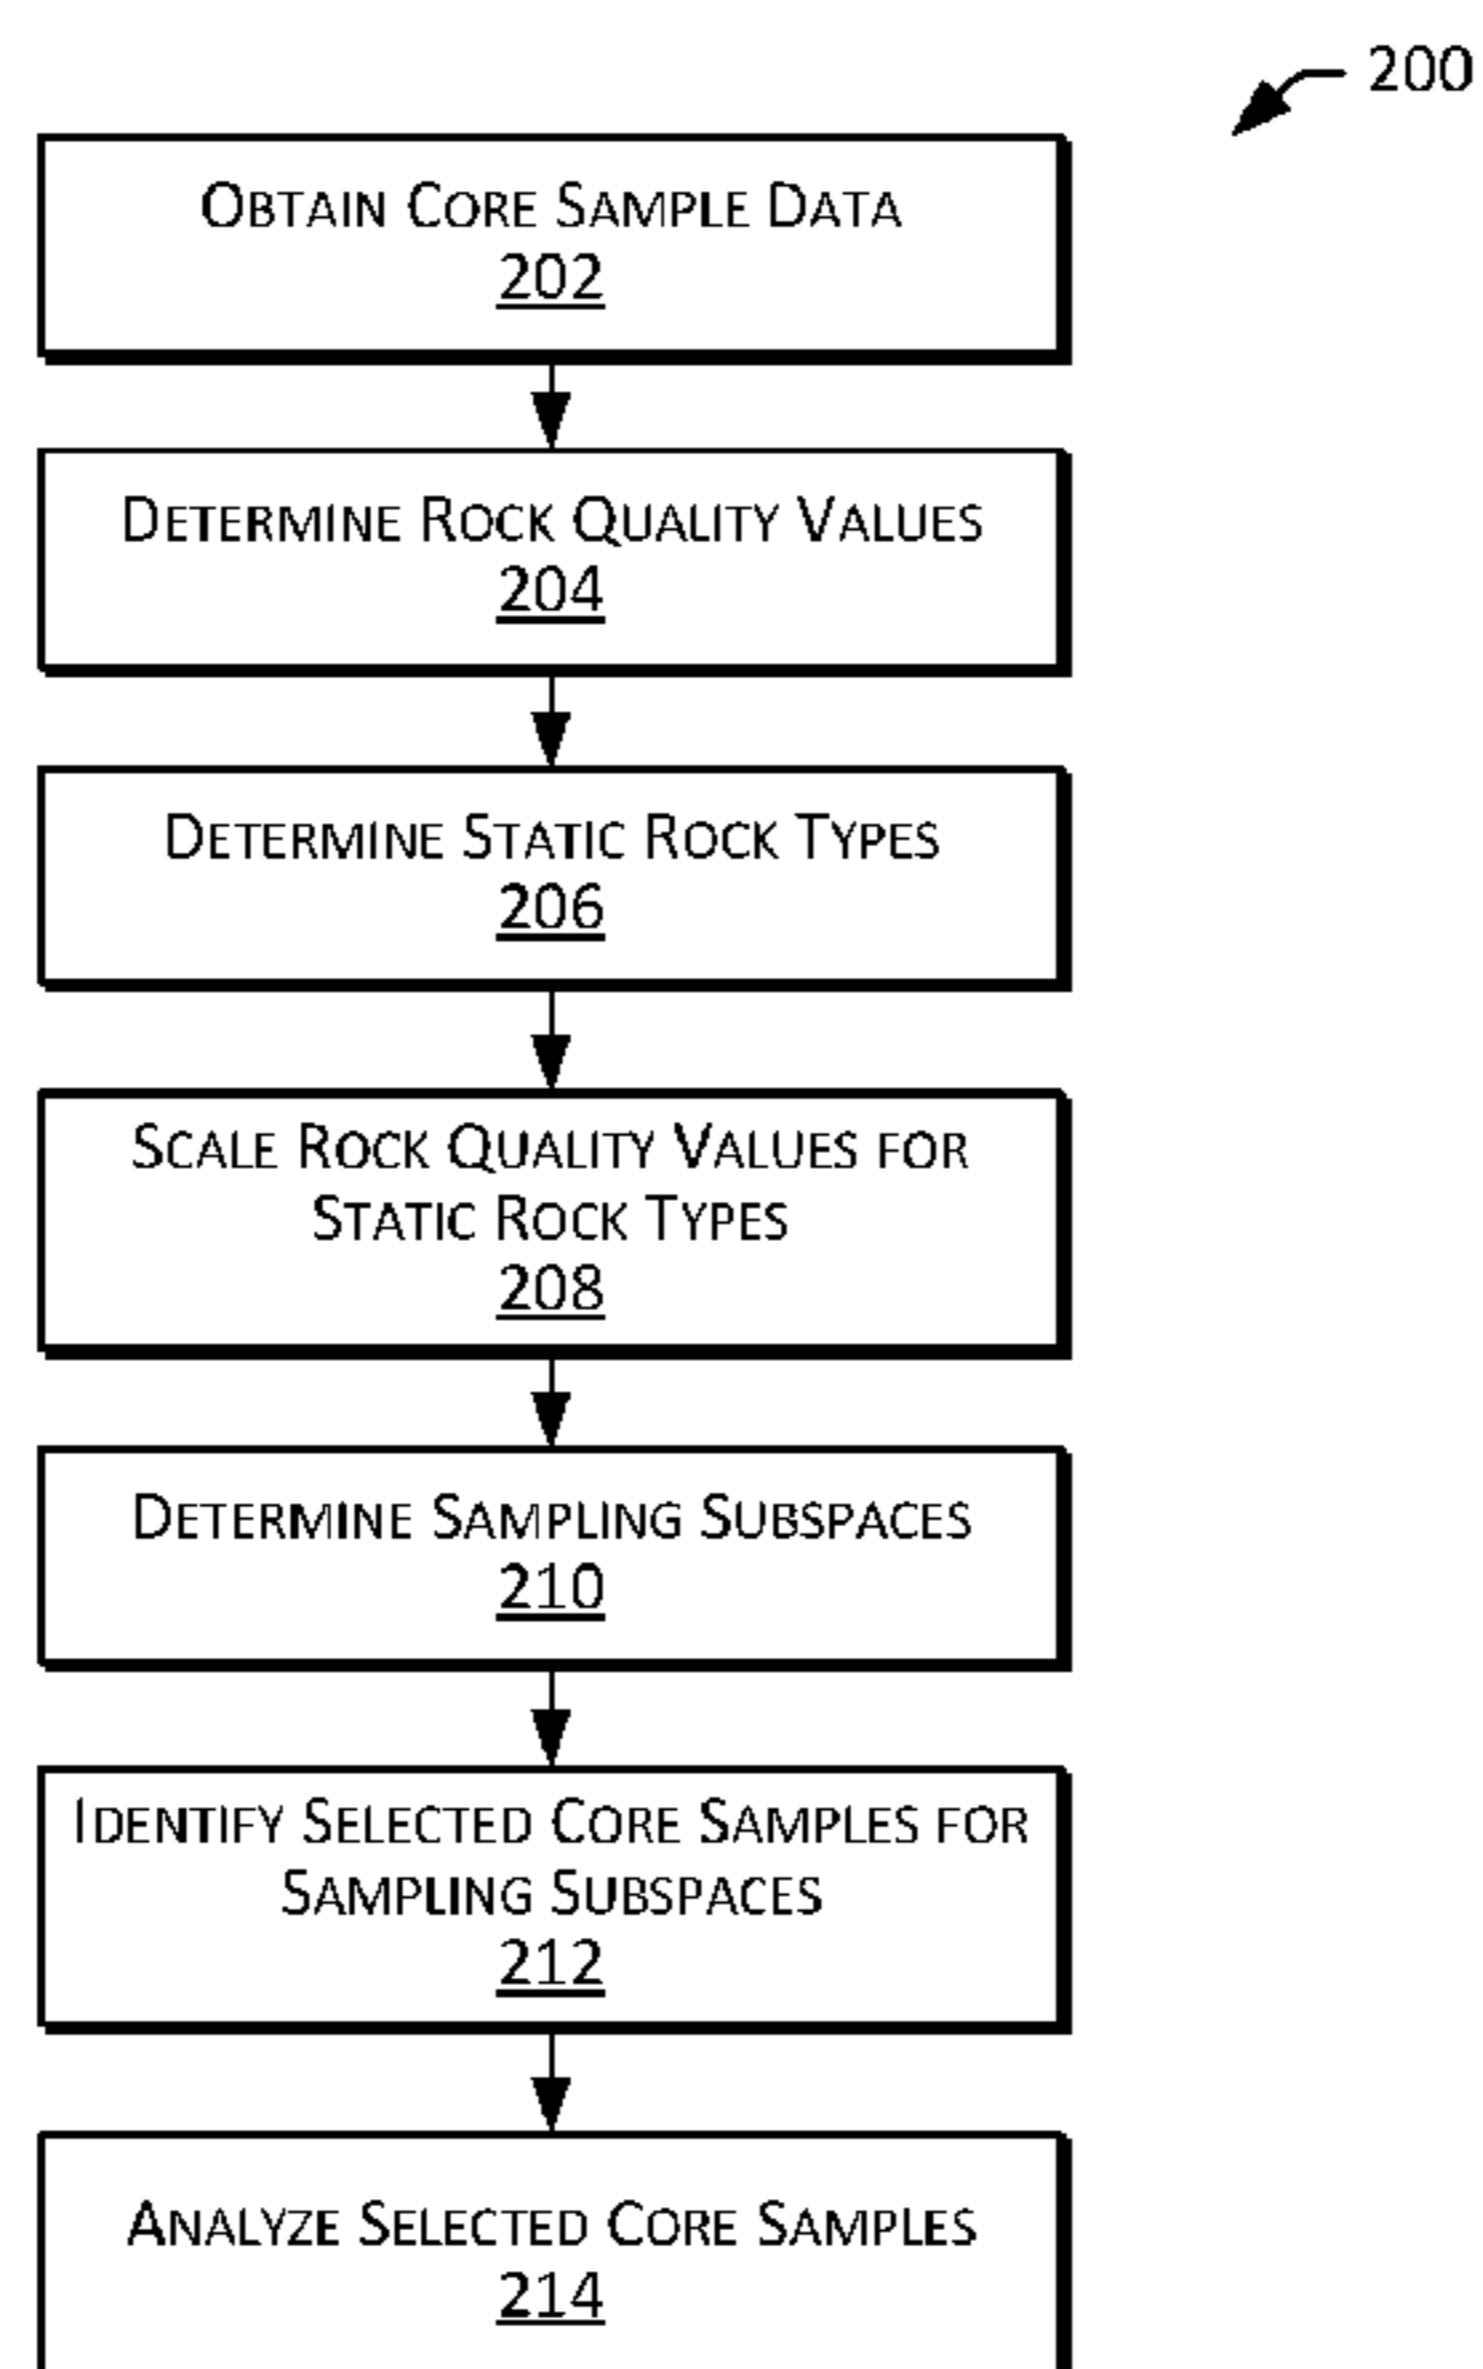 200
OBTAIN CORE SAMPLE DATA
202
DETERMINE ROCK QUALITY VALUES
204
DETERMINE STATIC ROCK TYPES
206
SCALE ROCK QUALITY VALUES FOR
STATIC ROCK TYPES
208
DETERMINE SAMPLING SUBSPACES
210
IDENTIFY SELECTED CORE SAMPLES FOR
SAMPLING SUBSPACES
212
ANALYZE SELECTED CORE SAMPLES
214